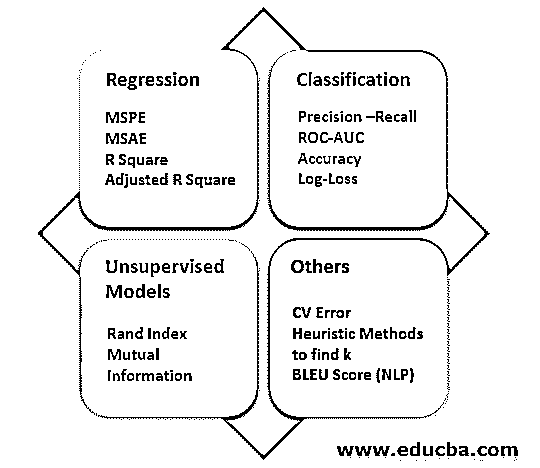 Regression
MSPE
MSAE
R Square
Adjusted R Square
Classification
Precision –Recall
ROC-AUC
Accuracy
Log-Loss
Unsupervised
Models
Rand Index
Mutual
Information
Others
CV Error
Heuristic Methods
to find k
BLEU Score (NLP)
www.educba.com